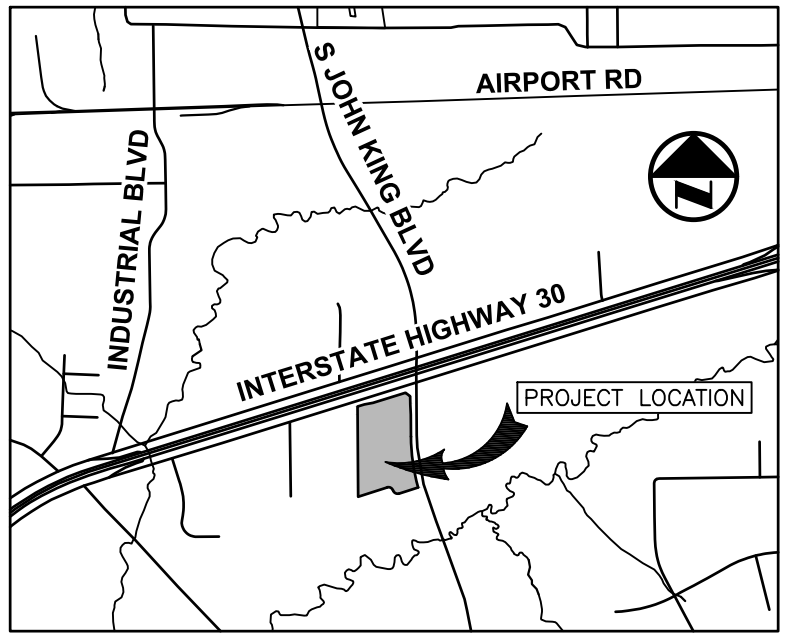 AIRPORT RD
S JOHN KING BLVD
INDUSTRIAL BLVD
N
INTERSTATE HIGHWAY 30
PROJECT LOCATION